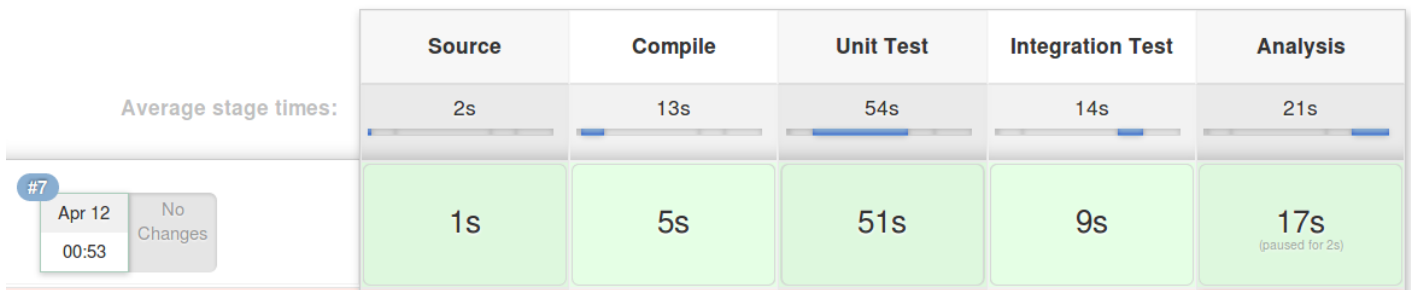 Source Compile Unit Test Integration Test Analysis
Average stage times: 2s 13s 54s 14s 21s
#7
Apr 12 No
Changes
00:53
1s 5s 51s 9s 17s
(paused for 2s)